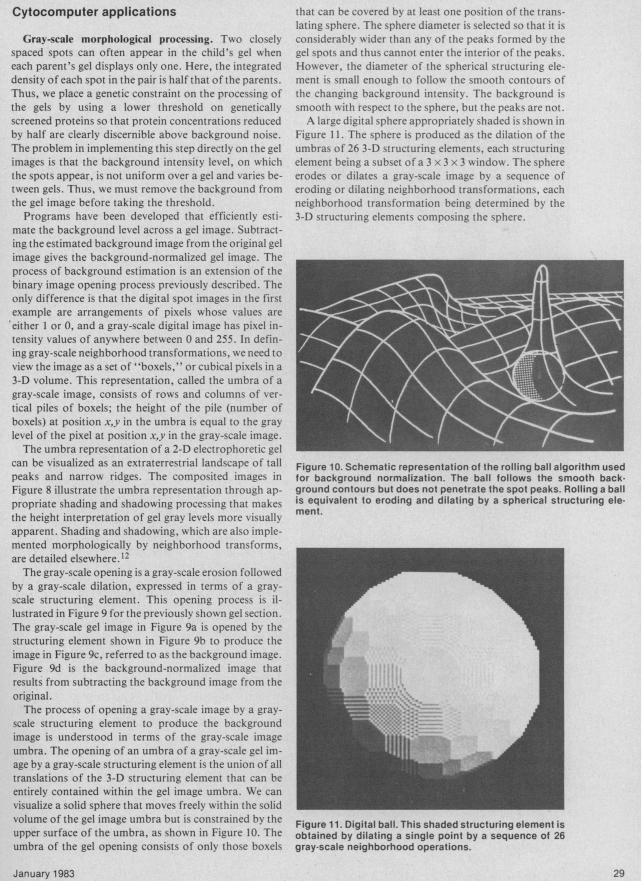 Cytocomputer applications
Gray-scale morphological processing. Two closely
spaced spots can often appear in the child's gel when
each parent's gel displays only one. Here, the integrated
density of each spot in the pair is half that of the parents.
Thus, we place a genetic constraint on the processing of
the gels by using a lower threshold on genetically
screened proteins so that protein concentrations reduced
by half are clearly discernible above background noise.
The problem in implementing this step directly on the gel
images is that the background intensity level, on which
the spots appear, is not uniform over a gel and varies be-
tween gels. Thus, we must remove the background from
the gel image before taking the threshold.
Programs have been developed that efficiently esti-
mate the background level across a gel image. Subtract-
ing the estimated background image from the original gel
image gives the background-normalized gel image. The
process of background estimation is an extension of the
binary image opening process previously described. The
only difference is that the digital spot images in the first
example are arrangements of pixels whose values are
either 1 or 0, and a gray-scale digital image has pixel in-
tensity values of anywhere between 0 and 255. In defin-
ing gray-scale neighborhood transformations, we need to
view the image as a set of "boxels," or cubical pixels in a
3-D volume. This representation, called the umbra of a
gray-scale image, consists of rows and columns of ver-
tical piles of boxels; the height of the pile (number of
boxels) at position x,y in the umbra is equal to the gray
level of the pixel at position x,y in the gray-scale image.
The umbra representation of a 2-D electrophoretic gel
can be visualized as an extraterrestrial landscape of tall
peaks and narrow ridges. The composited images in
Figure 8 illustrate the umbra representation through ap-
propriate shading and shadowing processing that makes
the height interpretation of gel gray levels more visually
apparent. Shading and shadowing, which are also imple-
mented morphologically by neighborhood transforms,
are detailed elsewhere.12
The gray-scale opening is a gray-scale erosion followed
by a gray-scale dilation, expressed in terms of a gray-
scale structuring element. This opening process is il-
lustrated in Figure 9 for the previously shown gel section.
The gray-scale gel image in Figure 9a is opened by the
structuring element shown in Figure 9b to produce the
image in Figure 9c, referred to as the background image.
Figure 9d is the background-normalized image that
results from subtracting the background image from the
original.
The process of opening a gray-scale image by a gray-
scale structuring element to produce the background
image is understood in terms of the gray-scale image
umbra. The opening of an umbra of a gray-scale gel im-
age by a gray-scale structuring element is the union of all
translations of the 3-D structuring element that can be
entirely contained within the gel image umbra. We can
visualize a solid sphere that moves freely within the solid
volume of the gel image umbra but is constrained by the
upper surface of the umbra, as shown in Figure 10. The
umbra of the gel opening consists of only those boxels
that can be covered by at least one position of the trans-
lating sphere. The sphere diameter is selected so that it is
considerably wider than any of the peaks formed by the
gel spots and thus cannot enter the interior of the peaks.
However, the diameter of the spherical structuring ele-
ment is small enough to follow the smooth contours of
the changing background intensity. The background is
smooth with respect to the sphere, but the peaks are not.
A large digital sphere appropriately shaded is shown in
Figure 11. The sphere is produced as the dilation of the
umbras of 26 3-D structuring elements, each structuring
element being a subset of a 3 × 3 × 3 window. The sphere
erodes or dilates a gray-scale image by a sequence of
eroding or dilating neighborhood transformations, each
neighborhood transformation being determined by the
3-D structuring elements composing the sphere.
Figure 10. Schematic representation of the rolling ball algorithm used
for background normalization. The ball follows the smooth back-
ground contours but does not penetrate the spot peaks. Rolling a ball
is equivalent to eroding and dilating by a spherical structuring ele-
ment.
Figure 11. Digital ball. This shaded structuring element is
obtained by dilating a single point by a sequence of 26
gray-scale neighborhood operations.
January 1983
29